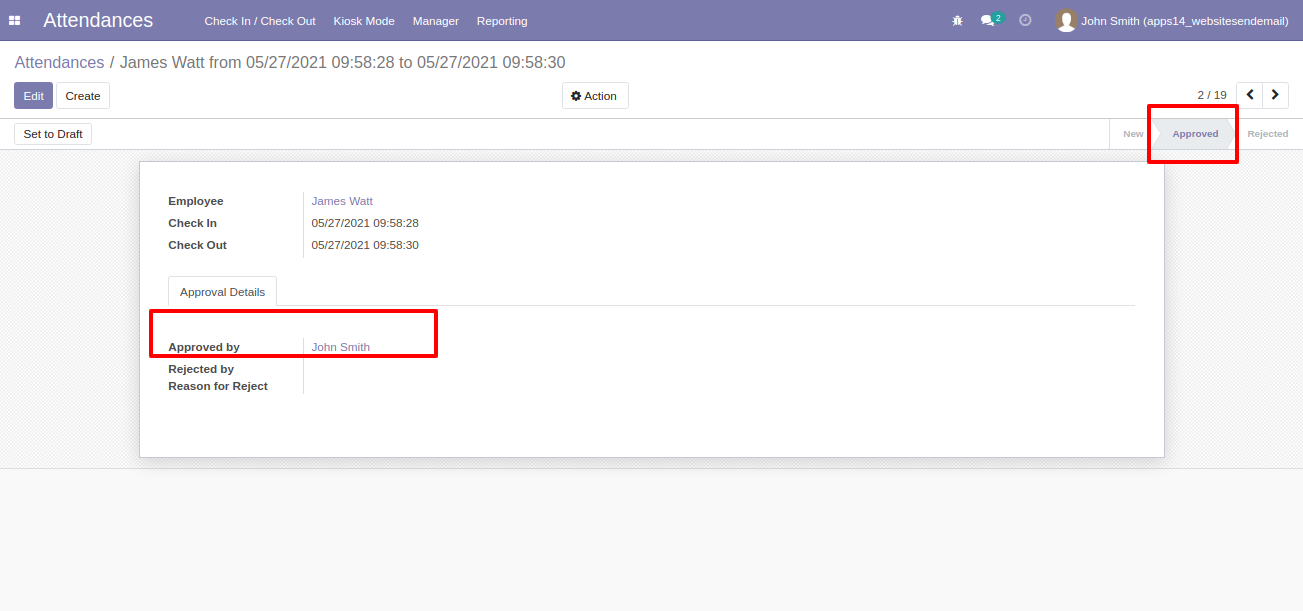 Attendances Check In / Check Out Kiosk Mode Manager Reporting 2 John Smith (apps14_websitesendemail)
Attendances / James Watt from 05/27/2021 09:58:28 to 05/27/2021 09:58:30
Edit Create Action 2 / 19
Set to Draft New Approved Rejected
Employee James Watt
Check In 05/27/2021 09:58:28
Check Out 05/27/2021 09:58:30
Approval Details
Approved by John Smith
Rejected by
Reason for Reject